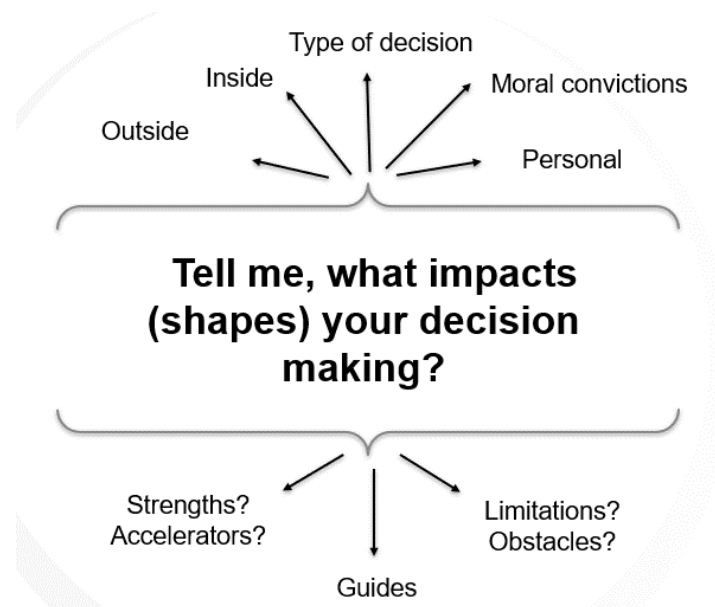 Type of decision
Inside
Moral convictions
Outside
Personal
Tell me, what impacts
(shapes) your decision
making?
Strengths?
Accelerators?
Limitations?
Obstacles?
Guides